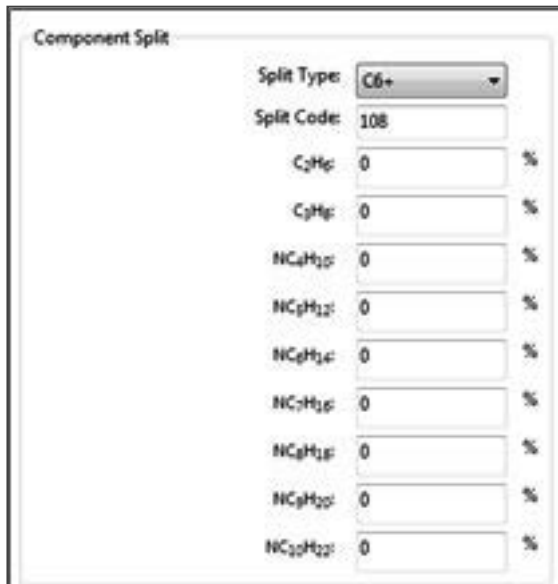 Component Split
Split Type: C6+
Split Code: 108
C₂H₆: 0 %
C₃H₈: 0 %
NC₄H₁₀: 0 %
NC₅H₁₂: 0 %
NC₆H₁₄: 0 %
NC₇H₁₆: 0 %
NC₈H₁₈: 0 %
NC₉H₂₀: 0 %
NC₁₀H₂₂: 0 %